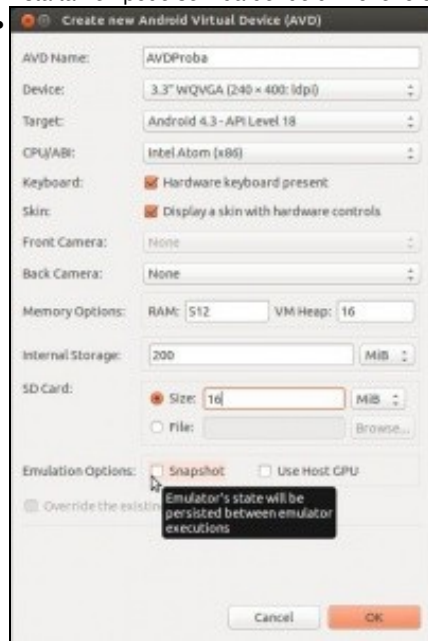 Create new Android Virtual Device (AVD)
AVD Name: AVDProba
Device: 3.3" WQVGA (240 × 400: ldpi)
Target: Android 4.3 - API Level 18
CPU/ABI: Intel Atom (x86)
Keyboard: Hardware keyboard present
Skin: Display a skin with hardware controls
Front Camera: None
Back Camera: None
Memory Options: RAM: 512 VM Heap: 16
Internal Storage: 200 MiB
SD Card:
Size: 16 MiB
File: Browse...
Emulation Options: Snapshot Use Host GPU
Override the existin
Emulator's state will be
persisted between emulator
executions
Cancel OK